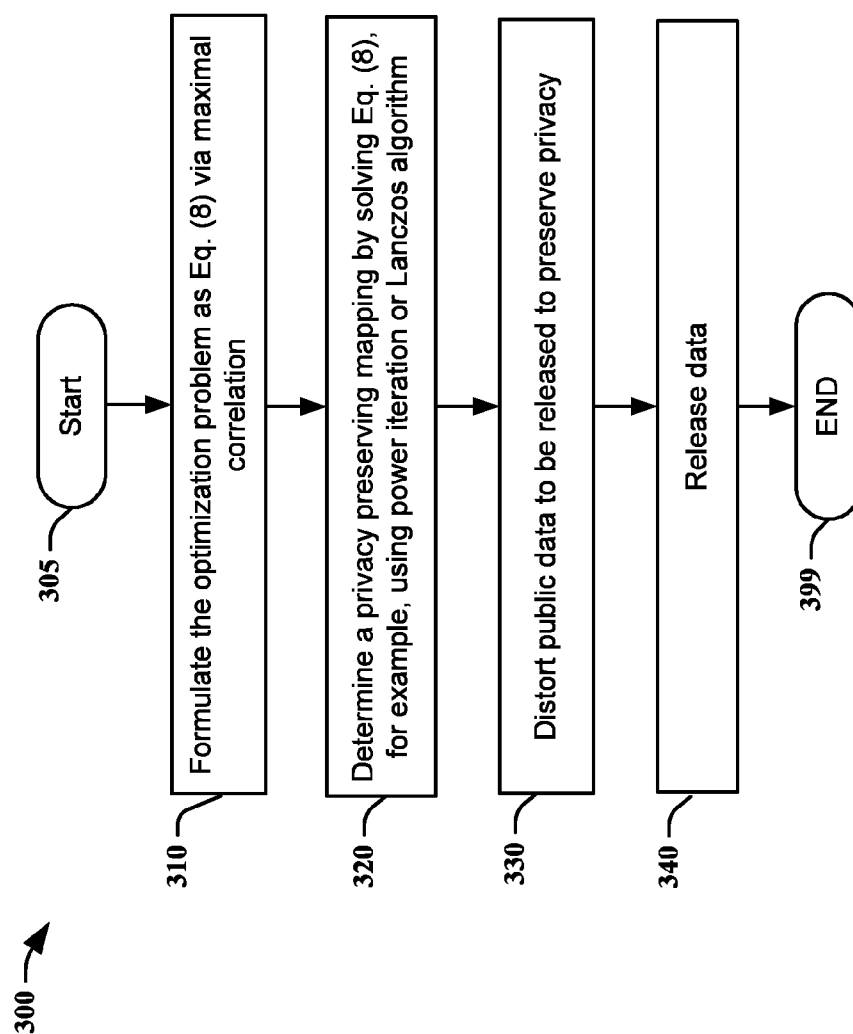 300
305
Start
310
Formulate the optimization problem as Eq. (8) via maximal
correlation
320
Determine a privacy preserving mapping by solving Eq. (8),
for example, using power iteration or Lanczos algorithm
330
Distort public data to be released to preserve privacy
340
Release data
399
END